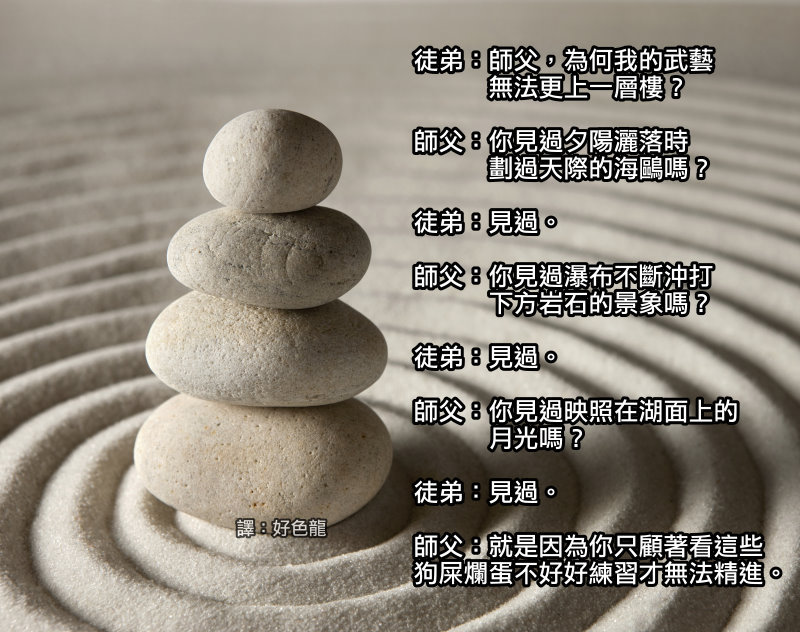 徒弟：師父，為何我的武藝
無法更上一層樓？
師父：你見過夕陽灑落時
劃過天際的海鷗嗎？
徒弟：見過。
師父：你見過瀑布不斷沖打
下方岩石的景象嗎？
徒弟：見過。
師父：你見過映照在湖面上的
月光嗎？
徒弟：見過。
師父：就是因為你只顧著看這些
狗屎爛蛋不好好練習才無法精進。
譯：好色龍